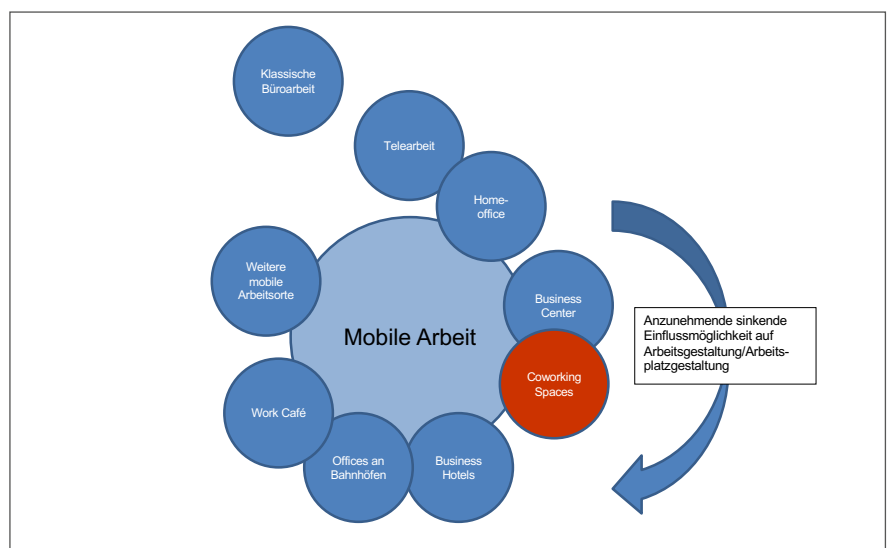 Klassische
Büroarbeit
Telearbeit
Home-
office
Weitere
mobile
Arbeitsorte
Business
Center
Anzunehmende sinkende
Einflussmöglichkeit auf
Arbeitsgestaltung/Arbeits-
platzgestaltung
Mobile Arbeit
Coworking
Spaces
Work Café
Offices an
Bahnhöfen
Business
Hotels